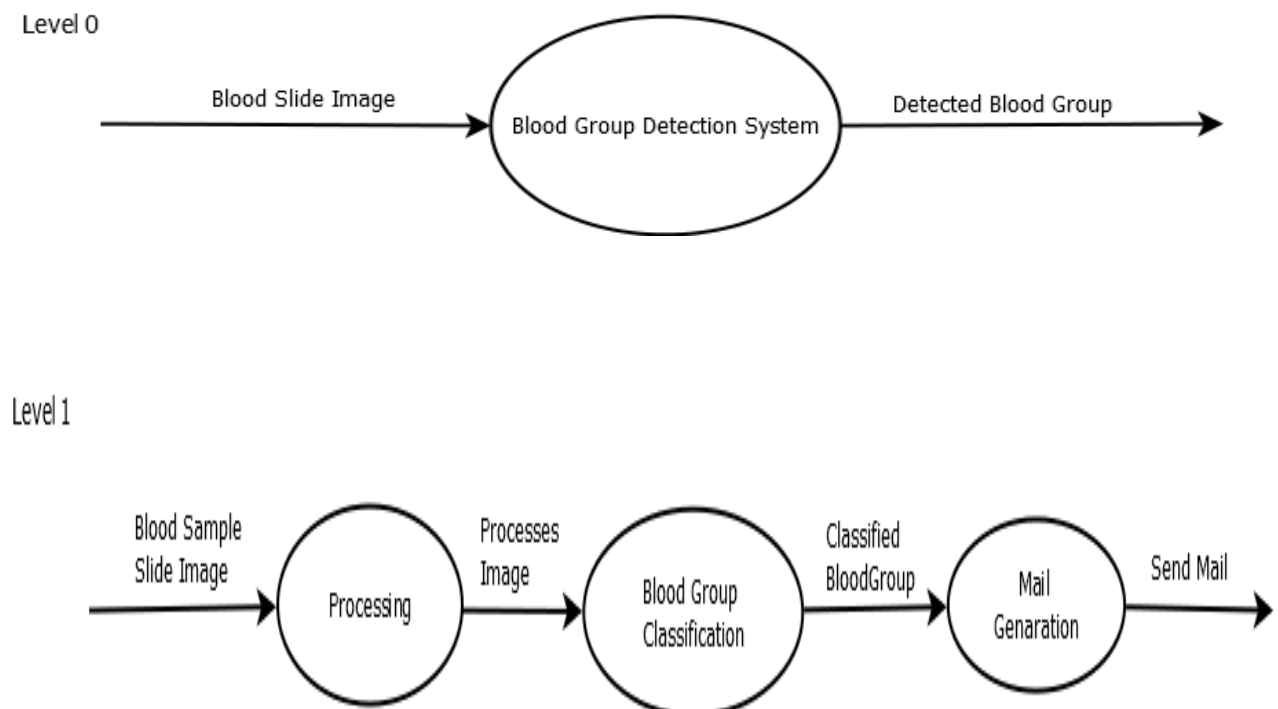 Level 0
Blood Slide Image
Blood Group Detection System
Detected Blood Group
Level 1
Blood Sample
Slide Image
Processing
Processes
Image
Blood Group
Classification
Classified
BloodGroup
Mail
Genaration
Send Mail